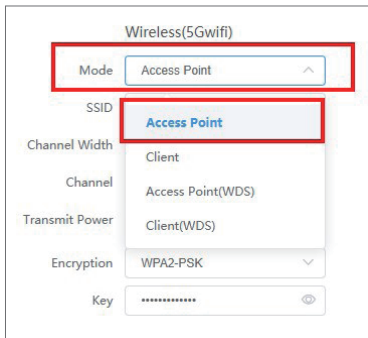 Wireless(5Gwifi)
Mode Access Point
SSID
Access Point
Channel Width
Client
Channel
Access Point(WDS)
Transmit Power
Client(WDS)
Encryption WPA2-PSK
Key •••••••••••••